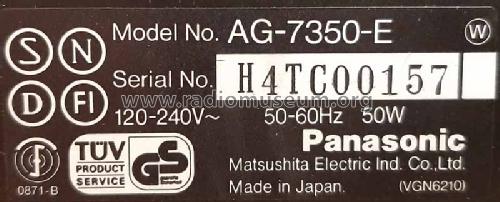 S N D FI
Model No. AG-7350-E W
Serial No. H4TC00157
120-240V~ 50-60Hz 50W
Panasonic
Matsushita Electric Ind. Co., Ltd.
Made in Japan. (VGN6210)
0871-B
TÜV
PRODUCT
SERVICE
GS
© www.radiomuseum.org